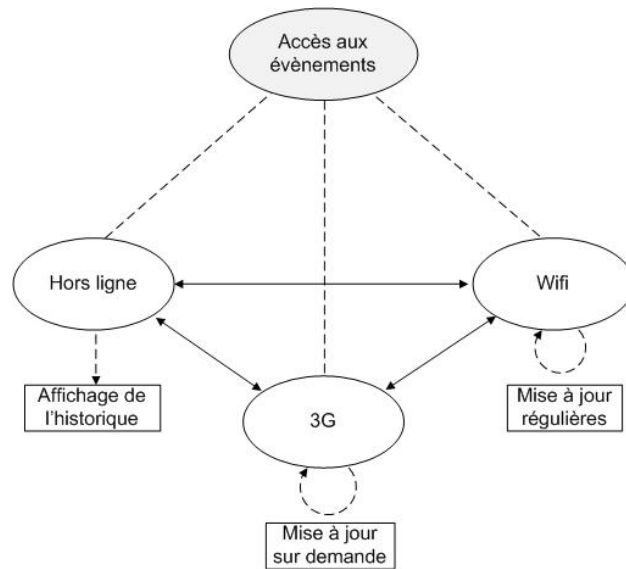 Accès aux
évènements
Hors ligne
Wifi
Affichage de
l'historique
3G
Mise à jour
régulières
Mise à jour
sur demande